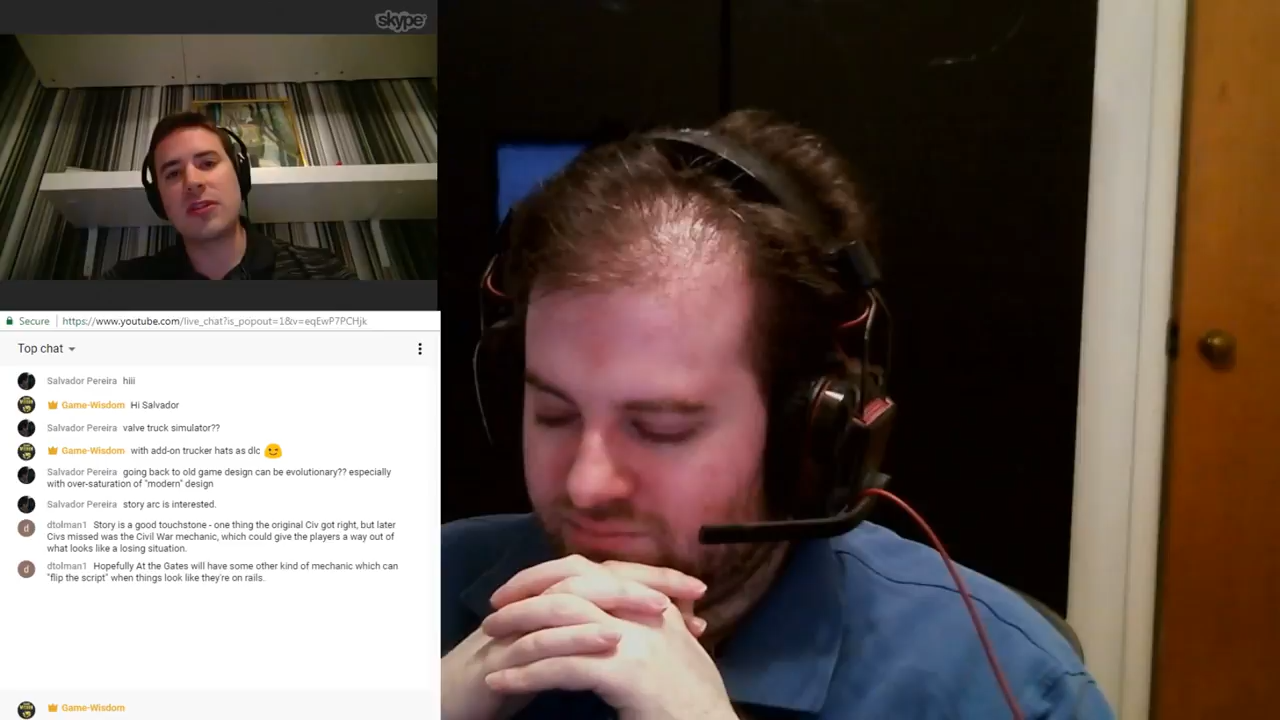 skype
Secure
https://www.youtube.com/live_chat?is_popout=1&v=eqEwP7PCHjk
Top chat
Salvador Pereira hiii
Game-Wisdom Hi Salvador
Salvador Pereira valve truck simulator??
Game-Wisdom with add-on trucker hats as dlc
Salvador Pereira going back to old game design can be evolutionary?? especially
with over-saturation of "modern" design
Salvador Pereira story arc is interested.
d
dtolman1 Story is a good touchstone - one thing the original Civ got right, but later
Civs missed was the Civil War mechanic, which could give the players a way out of
what looks like a losing situation.
d
dtolman1 Hopefully At the Gates will have some other kind of mechanic which can
"flip the script" when things look like they're on rails.
Game-Wisdom